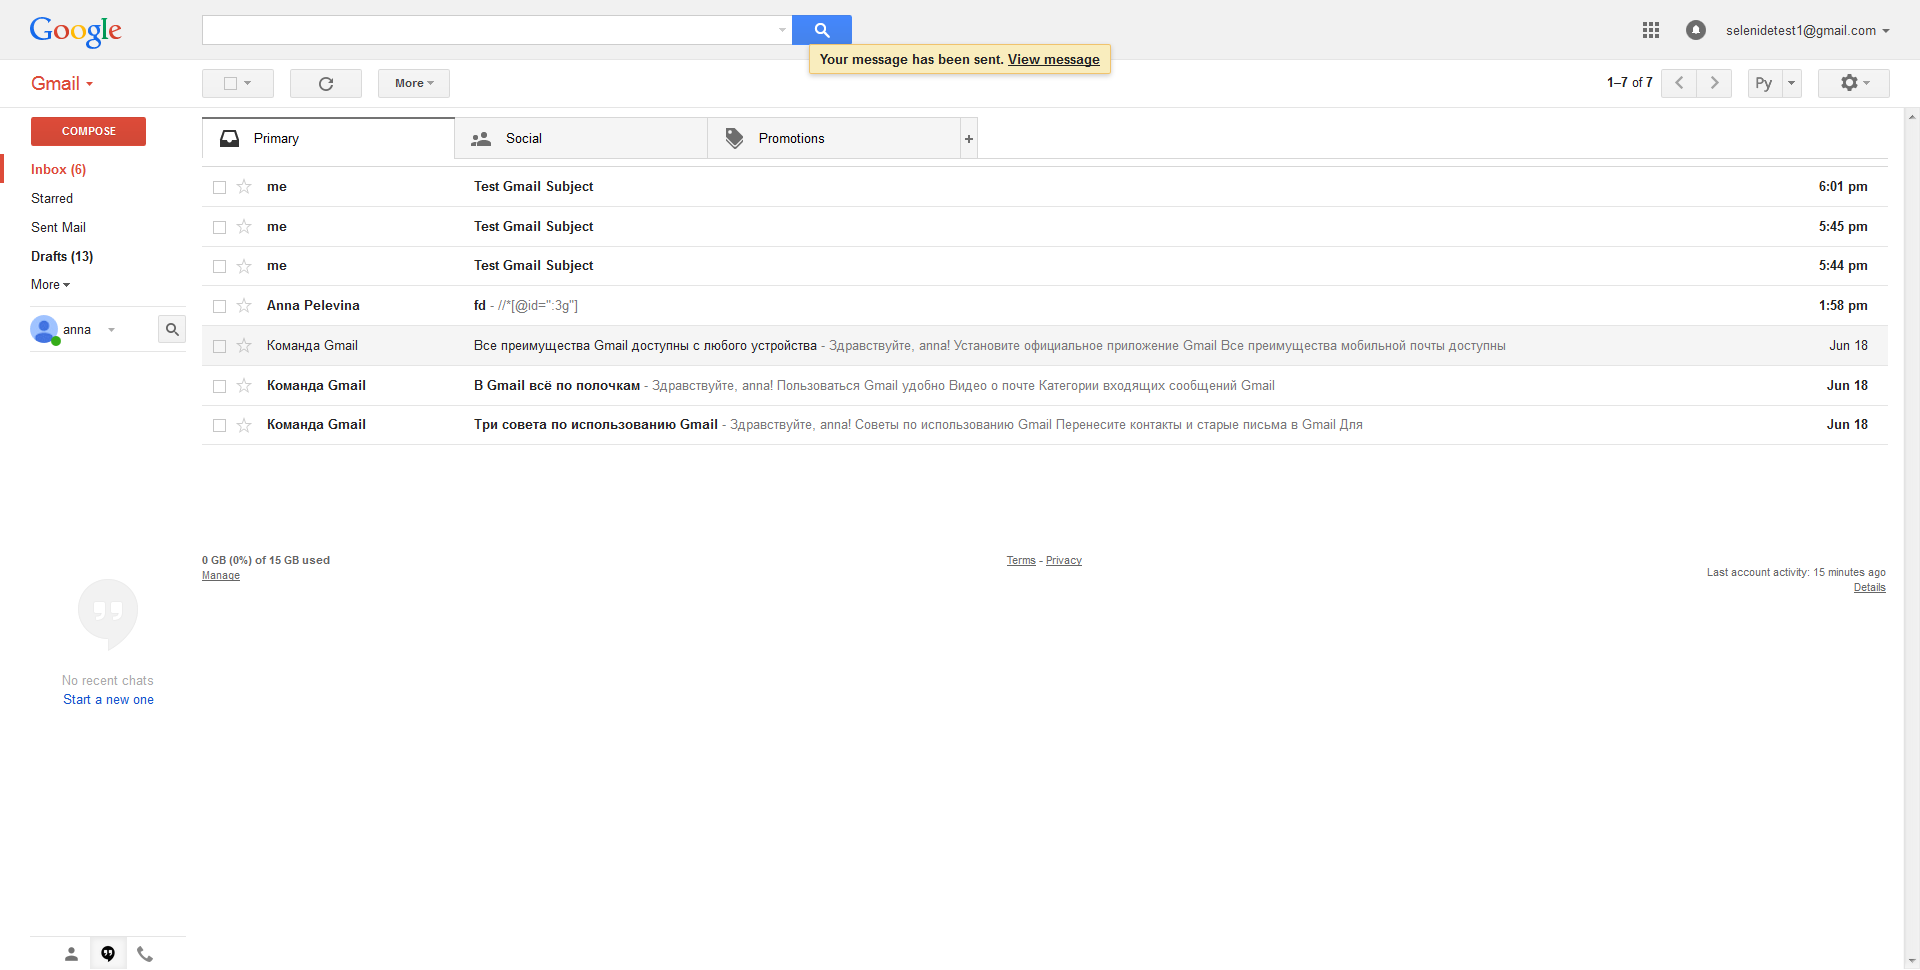 Google
selenidetest1@gmail.com
Your message has been sent. View message
Gmail
More
1–7 of 7
Ру
COMPOSE
Primary
Social
Promotions
+
Inbox (6)
Starred
Sent Mail
Drafts (13)
More
anna
me Test Gmail Subject 6:01 pm
me Test Gmail Subject 5:45 pm
me Test Gmail Subject 5:44 pm
Anna Pelevina fd - //*[@id=":3g"] 1:58 pm
Команда Gmail Все преимущества Gmail доступны с любого устройства - Здравствуйте, anna! Установите официальное приложение Gmail Все преимущества мобильной почты доступны Jun 18
Команда Gmail В Gmail всё по полочкам - Здравствуйте, anna! Пользоваться Gmail удобно Видео о почте Категории входящих сообщений Gmail Jun 18
Команда Gmail Три совета по использованию Gmail - Здравствуйте, anna! Советы по использованию Gmail Перенесите контакты и старые письма в Gmail Для Jun 18
0 GB (0%) of 15 GB used
Manage
Terms - Privacy
Last account activity: 15 minutes ago
Details
No recent chats
Start a new one